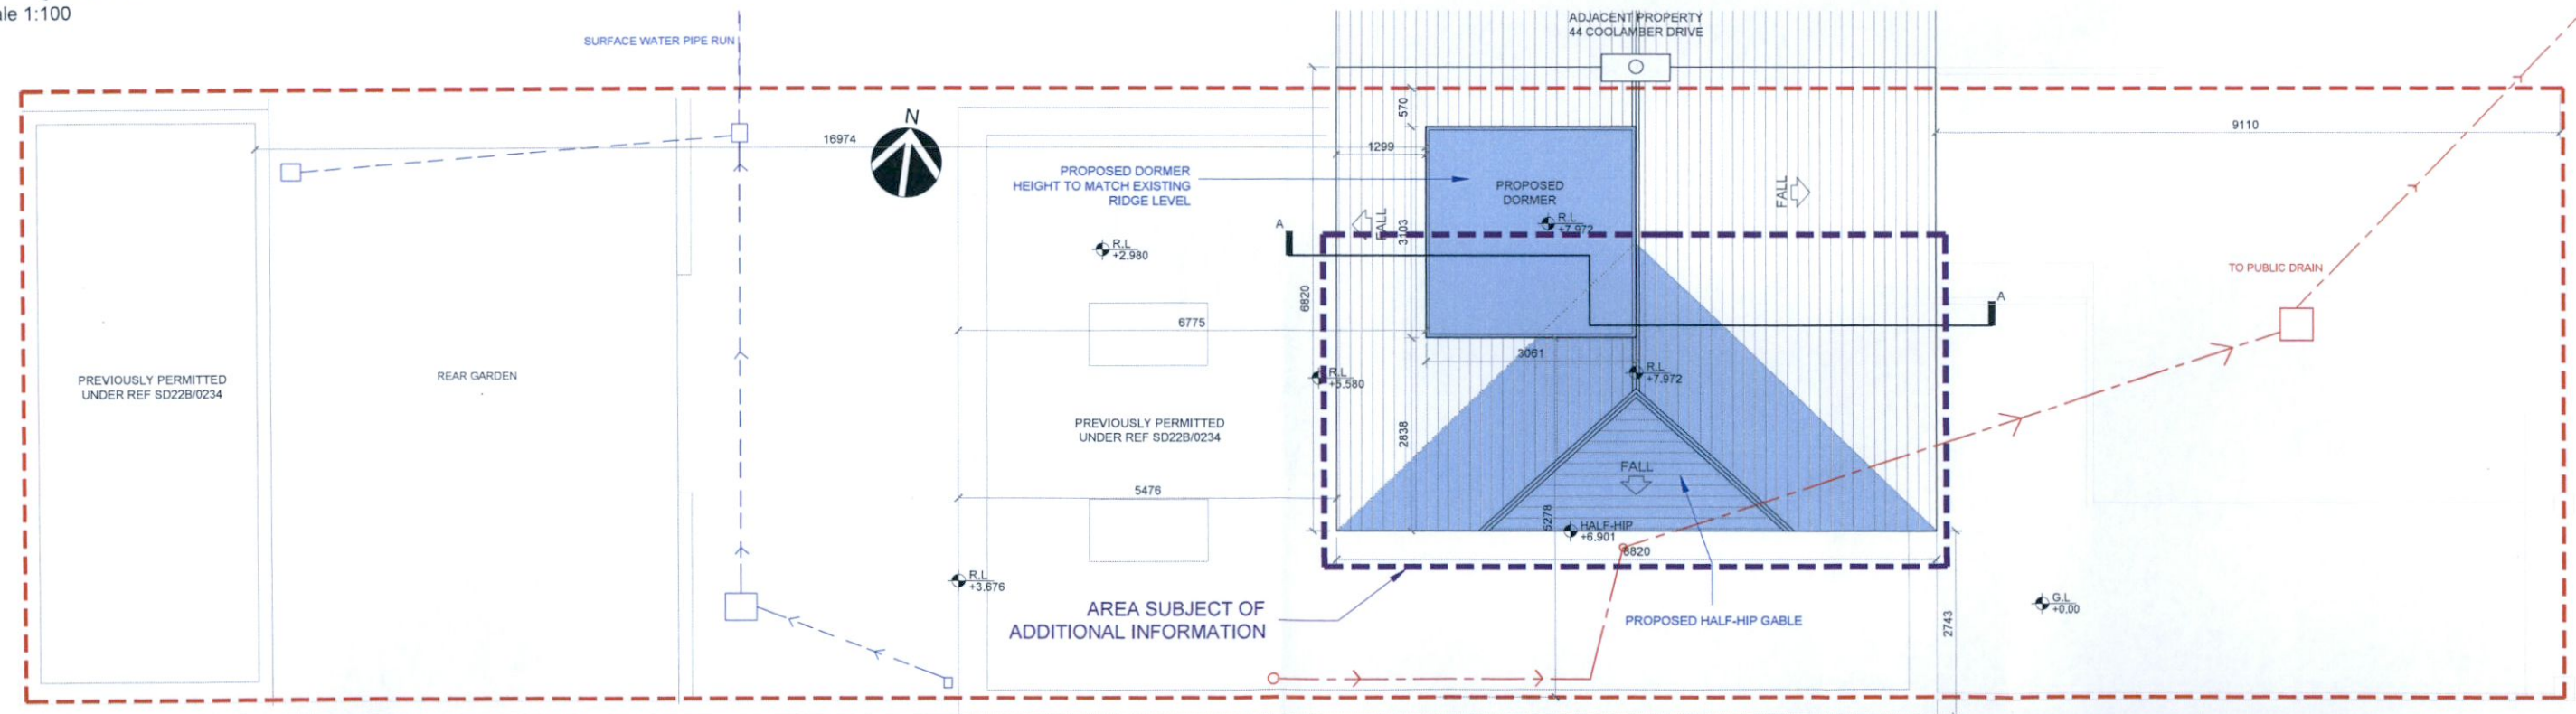 ale 1:100
SURFACE WATER PIPE RUN
ADJACENT PROPERTY
44 COOLAMBER DRIVE
N
16974
570
1299
9110
PROPOSED DORMER
HEIGHT TO MATCH EXISTING
RIDGE LEVEL
PROPOSED
DORMER
FALL
FALL
A
R.L
+7.972
3103
R.L
+2.980
TO PUBLIC DRAIN
6820
A
6775
3061
R.L
+5.580
R.L
+7.972
PREVIOUSLY PERMITTED
UNDER REF SD22B/0234
REAR GARDEN
PREVIOUSLY PERMITTED
UNDER REF SD22B/0234
2838
FALL
5476
5278
HALF-HIP
+6.901
6820
R.L
+3.676
AREA SUBJECT OF
ADDITIONAL INFORMATION
PROPOSED HALF-HIP GABLE
G.L
+0.00
2743